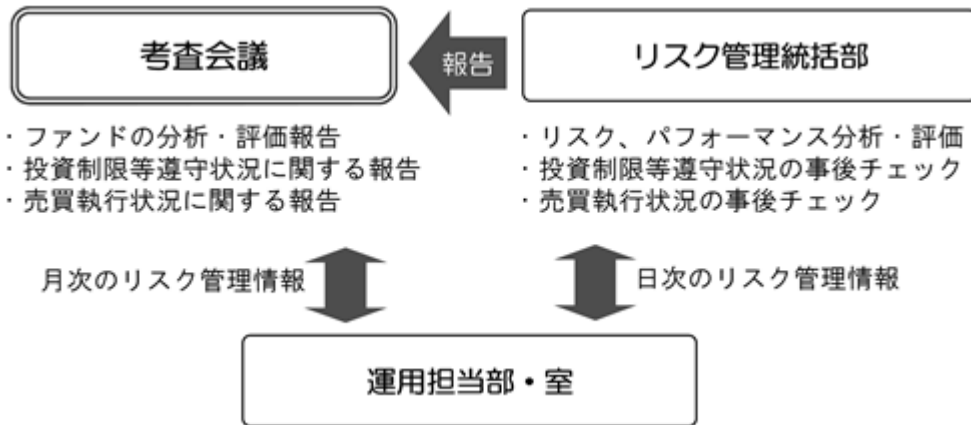 考査会議
報告
リスク管理統括部
・ファンドの分析・評価報告
・投資制限等遵守状況に関する報告
・売買執行状況に関する報告
・リスク、パフォーマンス分析・評価
・投資制限等遵守状況の事後チェック
・売買執行状況の事後チェック
月次のリスク管理情報
日次のリスク管理情報
運用担当部・室